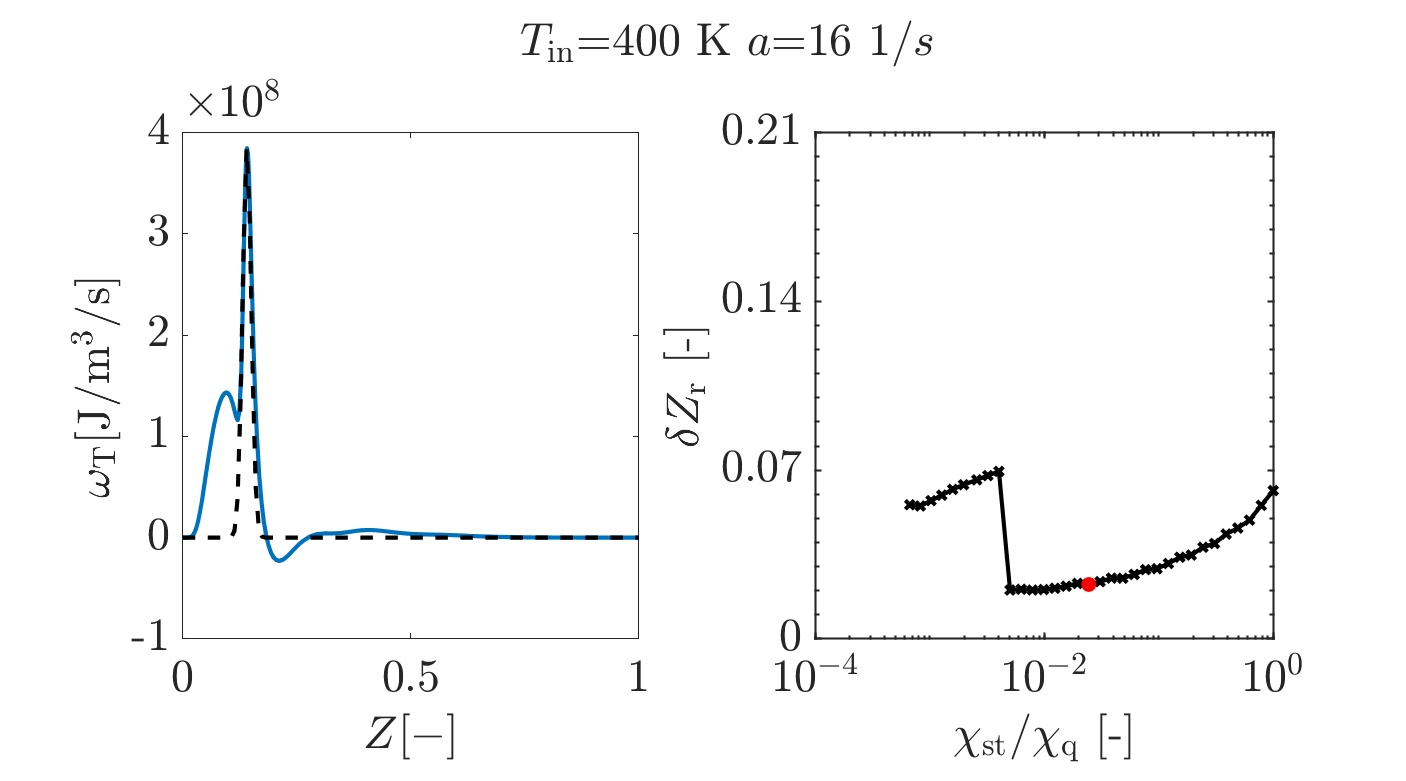 T_in=400 K a=16 1/s
×10^8
4
3
2
1
0
-1
0 0.5 1
Z[−]
ω_T[J/m^3/s]
0.21
0.14
0.07
0
10^−4 10^−2 10^0
χ_st/χ_q [-]
δZ_r [-]